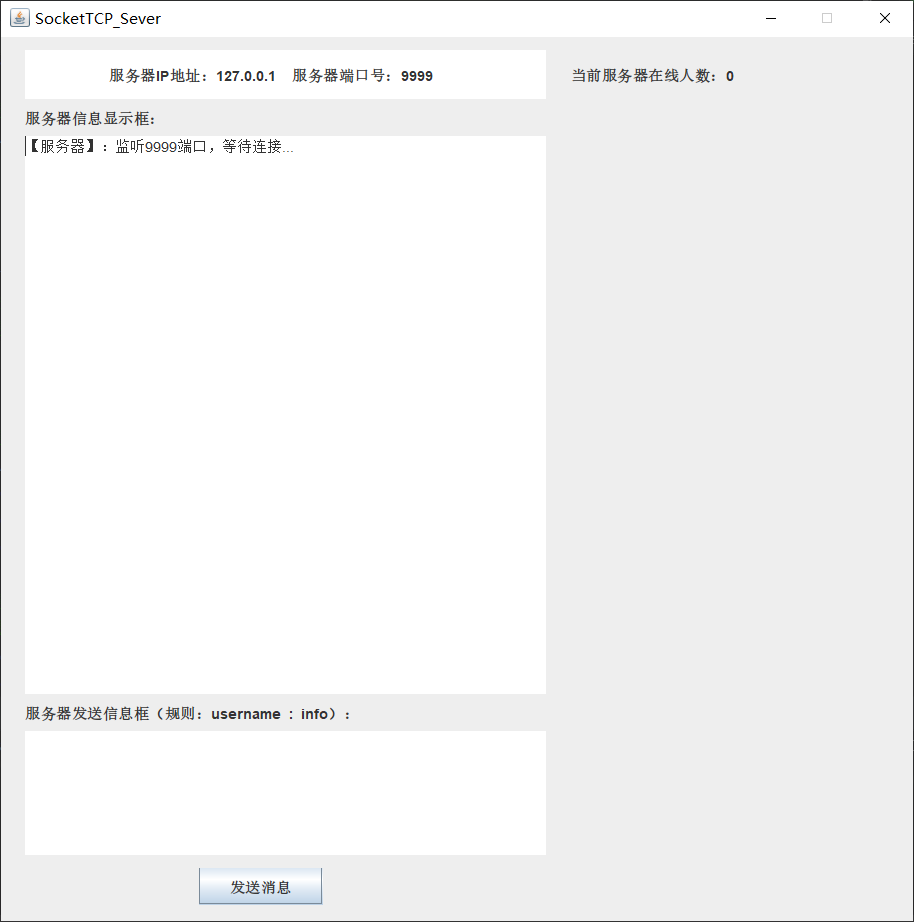 SocketTCP_Sever
服务器IP地址：127.0.0.1 服务器端口号：9999
当前服务器在线人数：0
服务器信息显示框：
【服务器】：监听9999端口，等待连接...
服务器发送信息框（规则：username : info）：
发送消息